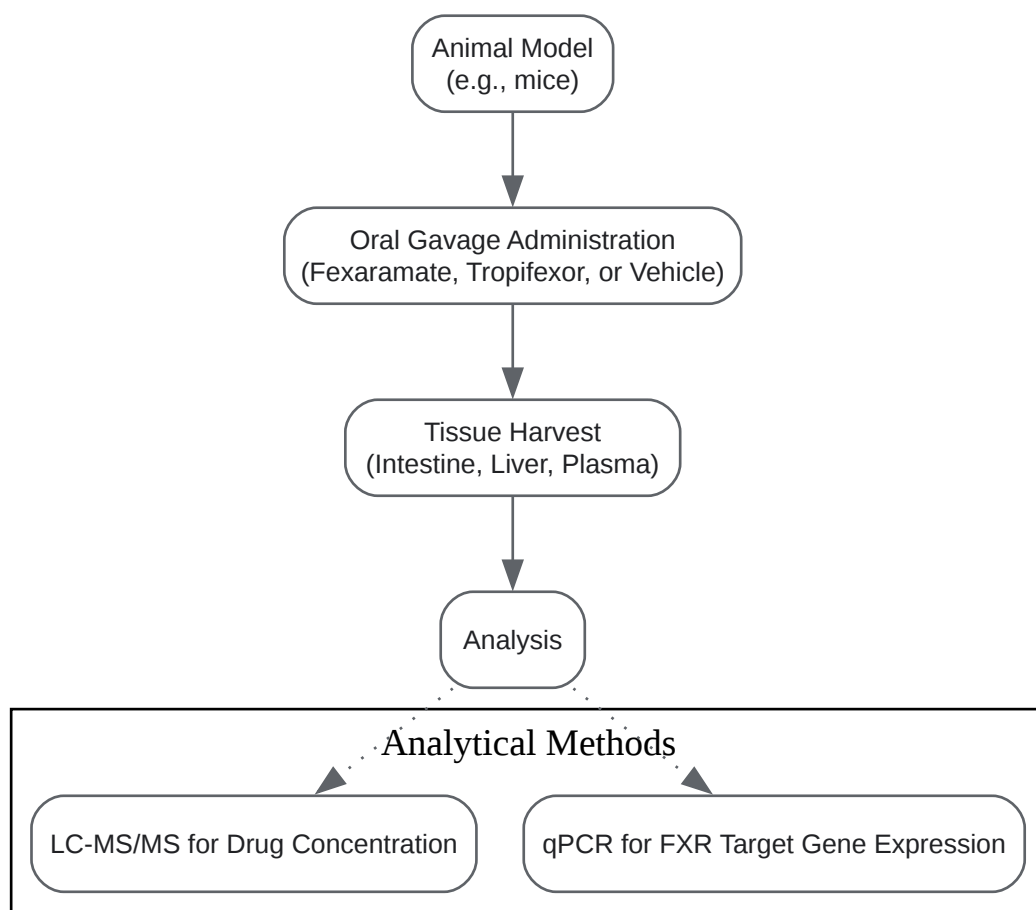 Animal Model
(e.g., mice)
Oral Gavage Administration
(Fexaramate, Tropifexor, or Vehicle)
Tissue Harvest
(Intestine, Liver, Plasma)
Analysis
Analytical Methods
LC-MS/MS for Drug Concentration
qPCR for FXR Target Gene Expression